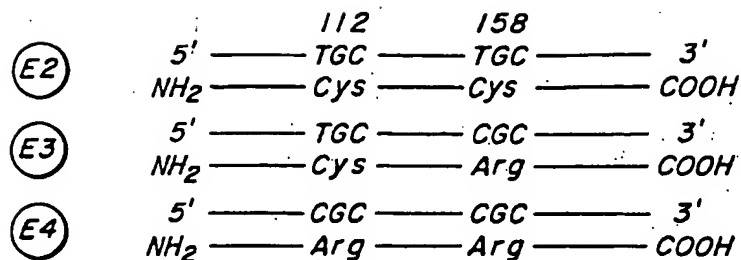 112 158
5' TGC TGC 3'
E2
NH2 Cys Cys COOH
5' TGC CGC 3'
E3
NH2 Cys Arg COOH
5' CGC CGC 3'
E4
NH2 Arg Arg COOH